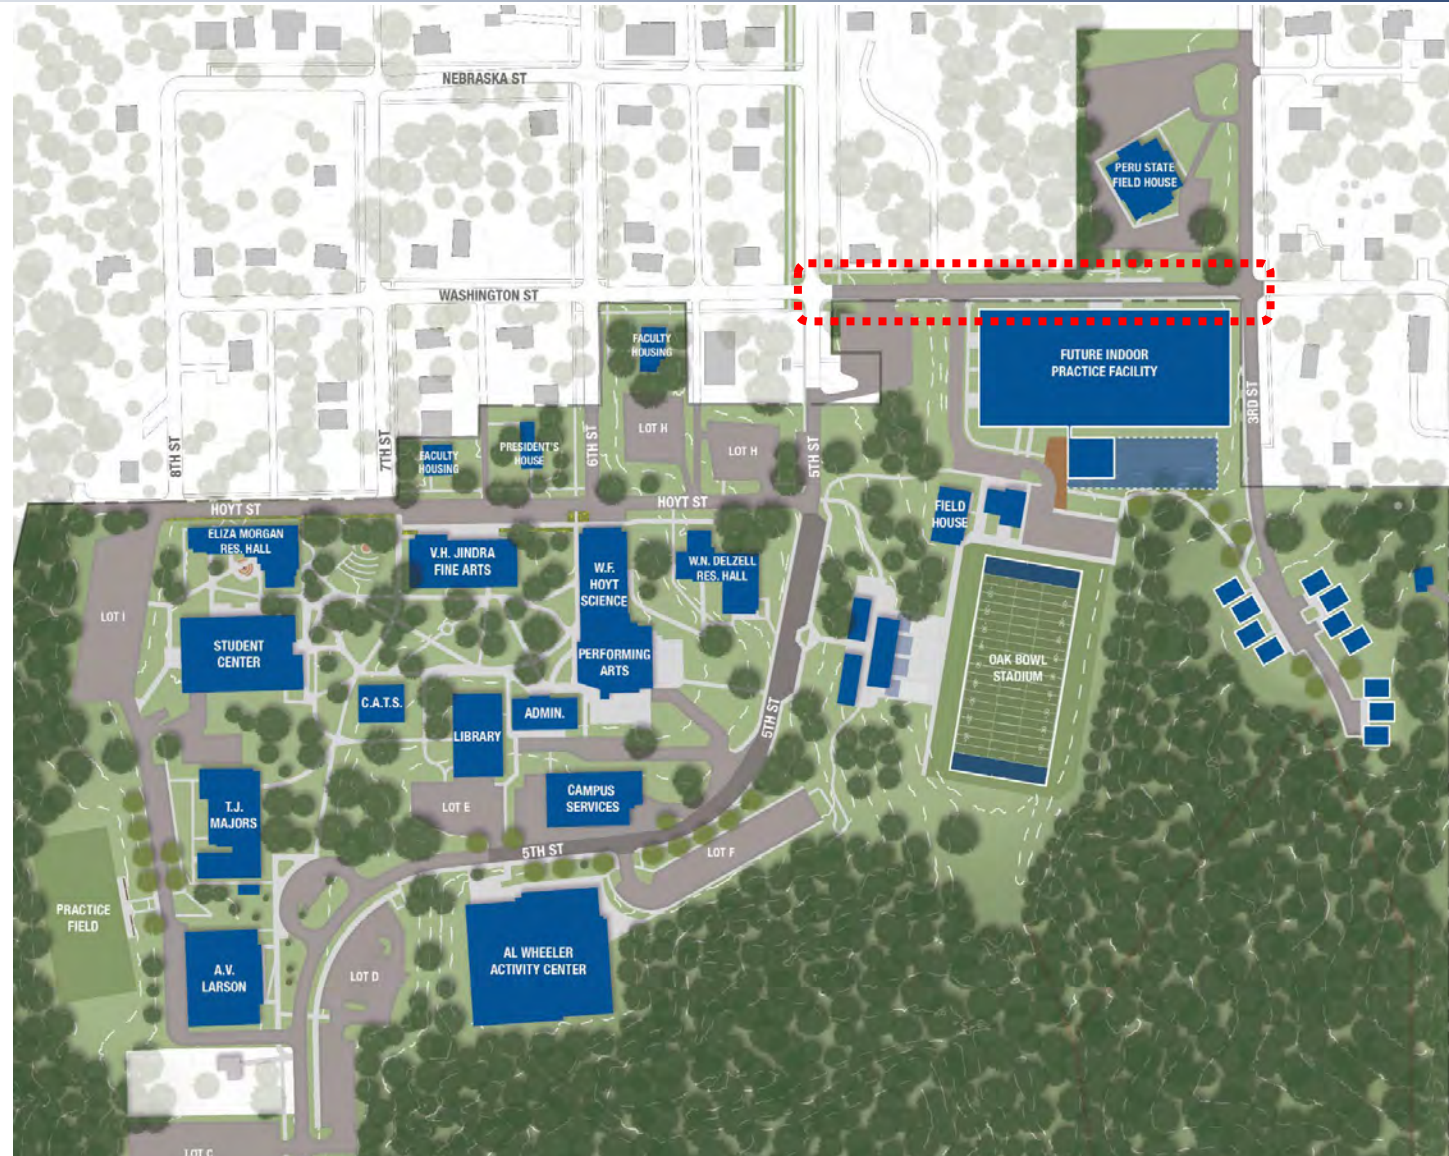 NEBRASKA ST
PERU STATE
FIELD HOUSE
WASHINGTON ST
FACULTY
HOUSING
FUTURE INDOOR
PRACTICE FACILITY
3RD ST
8TH ST
7TH ST
FACULTY
HOUSING
PRESIDENT'S
HOUSE
6TH ST
LOT H
LOT H
5TH ST
HOYT ST
HOYT ST
FIELD
HOUSE
ELIZA MORGAN
RES. HALL
V.H. JINDRA
FINE ARTS
W.F.
HOYT
SCIENCE
W.N. DELZELL
RES. HALL
LOT I
STUDENT
CENTER
PERFORMING
ARTS
OAK BOWL
STADIUM
C.A.T.S.
ADMIN.
LIBRARY
5TH ST
T.J.
MAJORS
LOT E
CAMPUS
SERVICES
5TH ST
LOT F
PRACTICE
FIELD
A.V.
LARSON
LOT D
AL WHEELER
ACTIVITY CENTER
LOT C